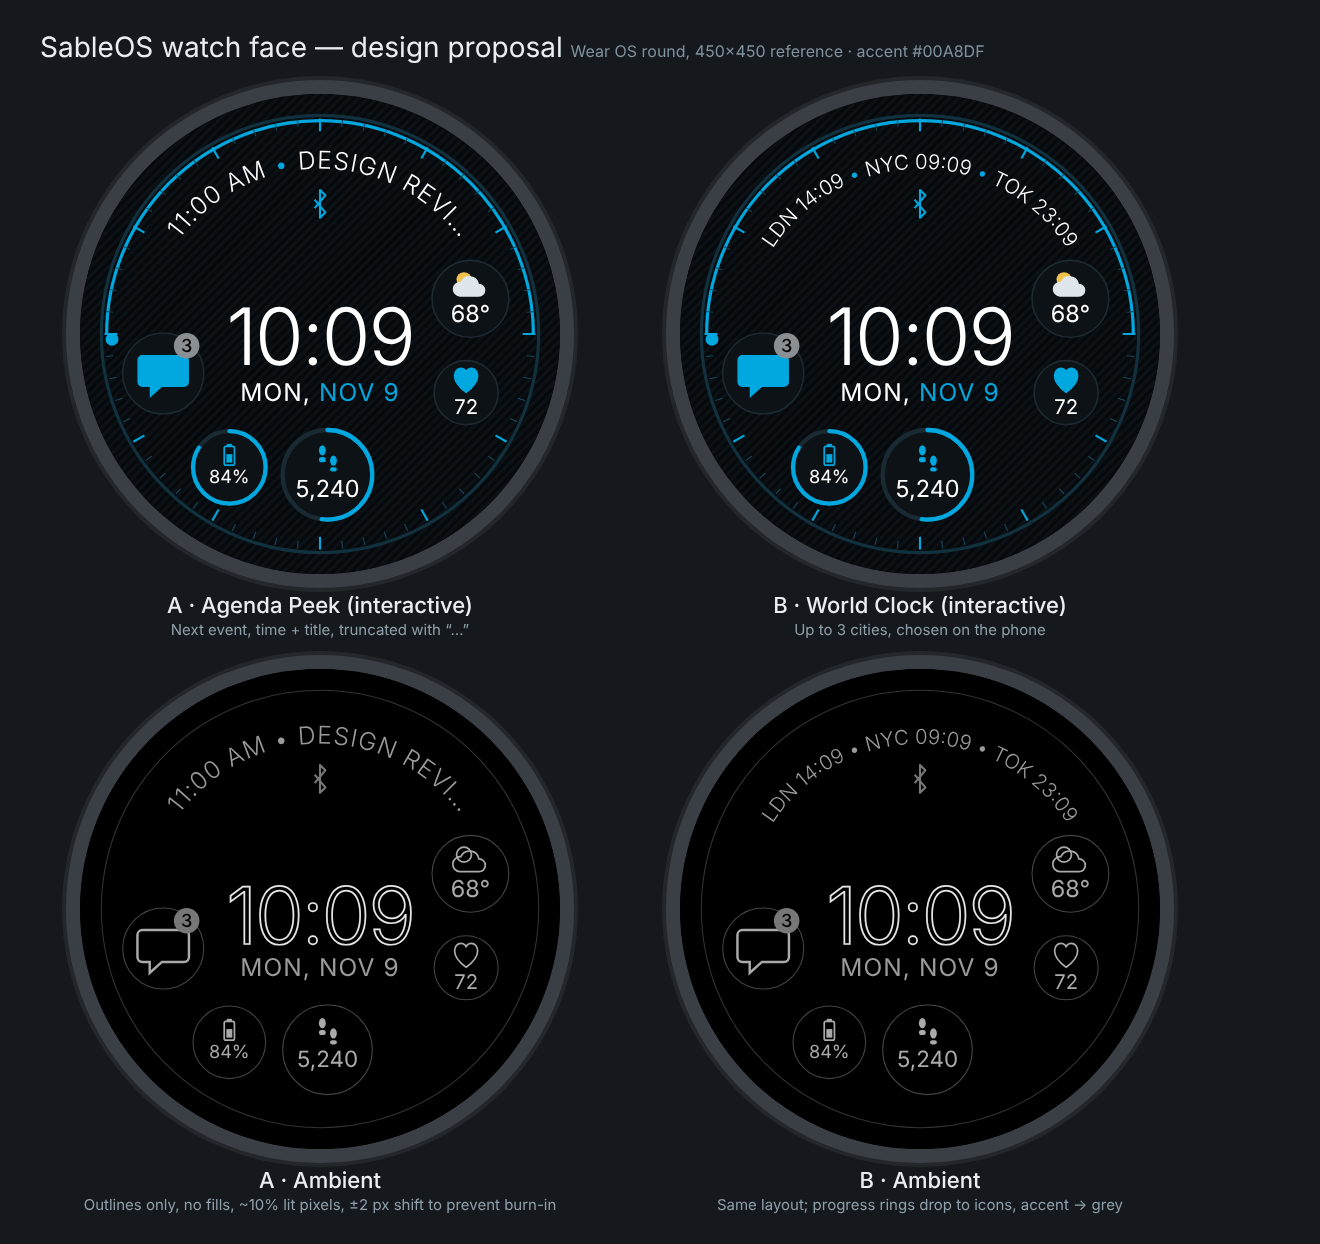 SableOS watch face — design proposal Wear OS round, 450×450 reference · accent #00A8DF
11:00 AM • DESIGN REVI...
68°
10:09
3
MON, NOV 9
72
84%
5,240
A · Agenda Peek (interactive)
Next event, time + title, truncated with “...”
LDN 14:09 • NYC 09:09 • TOK 23:09
68°
10:09
3
MON, NOV 9
72
84%
5,240
B · World Clock (interactive)
Up to 3 cities, chosen on the phone
11:00 AM • DESIGN REVI...
68°
10:09
3
MON, NOV 9
72
84%
5,240
A · Ambient
Outlines only, no fills, ~10% lit pixels, ±2 px shift to prevent burn-in
LDN 14:09 • NYC 09:09 • TOK 23:09
68°
10:09
3
MON, NOV 9
72
84%
5,240
B · Ambient
Same layout; progress rings drop to icons, accent → grey